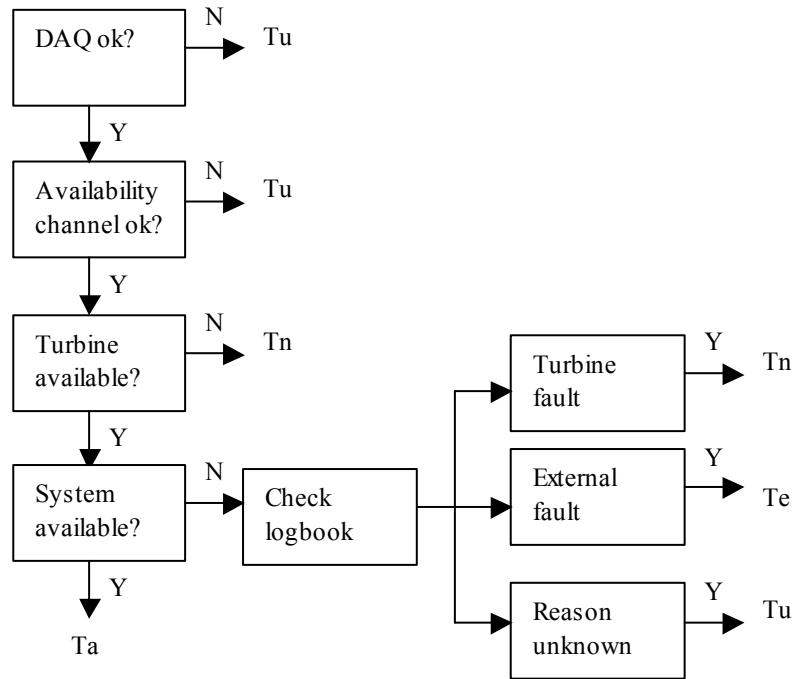 DAQ ok?
N
Tu
Y
Availability
channel ok?
N
Tu
Y
Turbine
available?
N
Tn
Y
System
available?
N
Check
logbook
Turbine
fault
Y
Tn
External
fault
Y
Te
Reason
unknown
Y
Tu
Y
Ta